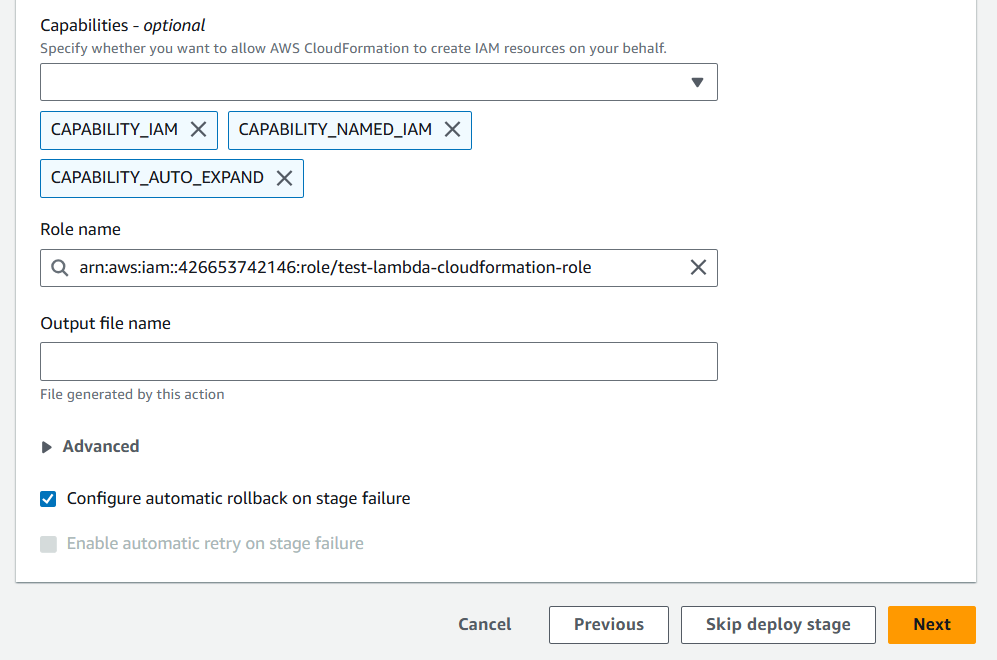 Capabilities - optional
Specify whether you want to allow AWS CloudFormation to create IAM resources on your behalf.
CAPABILITY_IAM
CAPABILITY_NAMED_IAM
CAPABILITY_AUTO_EXPAND
Role name
arn:aws:iam::426653742146:role/test-lambda-cloudformation-role
Output file name
File generated by this action
Advanced
Configure automatic rollback on stage failure
Enable automatic retry on stage failure
Cancel
Previous
Skip deploy stage
Next